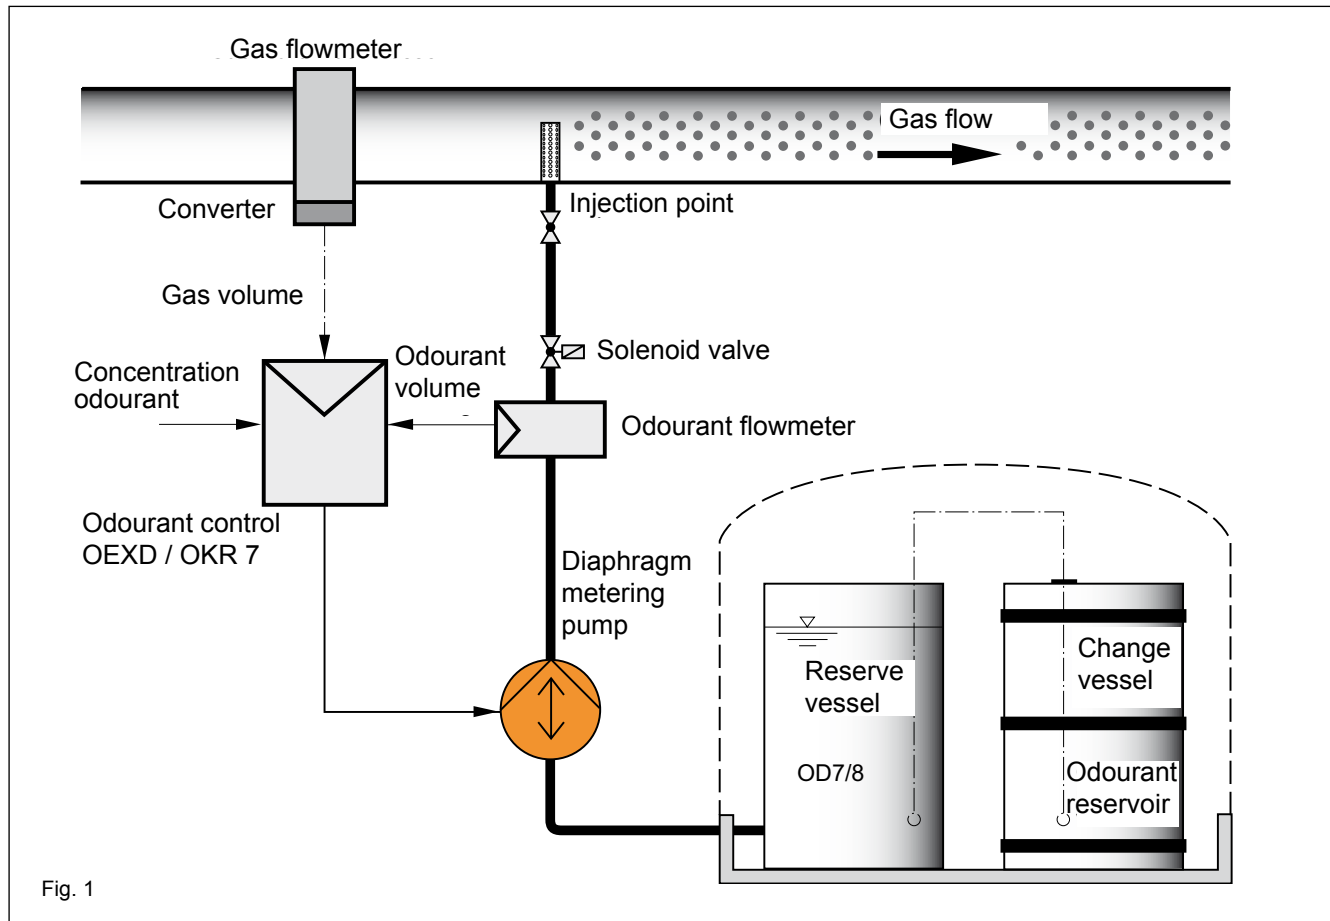 Gas flowmeter
Gas flow
Converter
Injection point
Gas volume
Solenoid valve
Concentration
odourant
Odourant
volume
Odourant flowmeter
Odourant control
OEXD / OKR 7
Diaphragm
metering
pump
Reserve
vessel
OD7/8
Change
vessel
Odourant
reservoir
Fig. 1